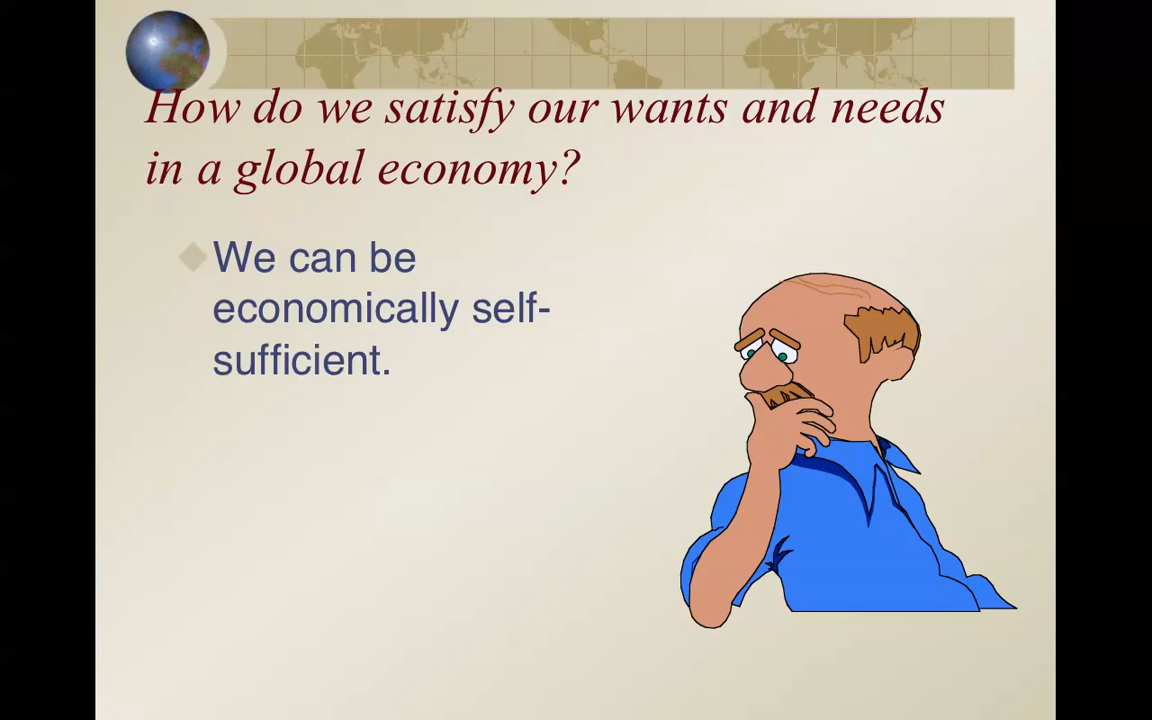 How do we satisfy our wants and needs
in a global economy?
We can be
economically self-
sufficient.